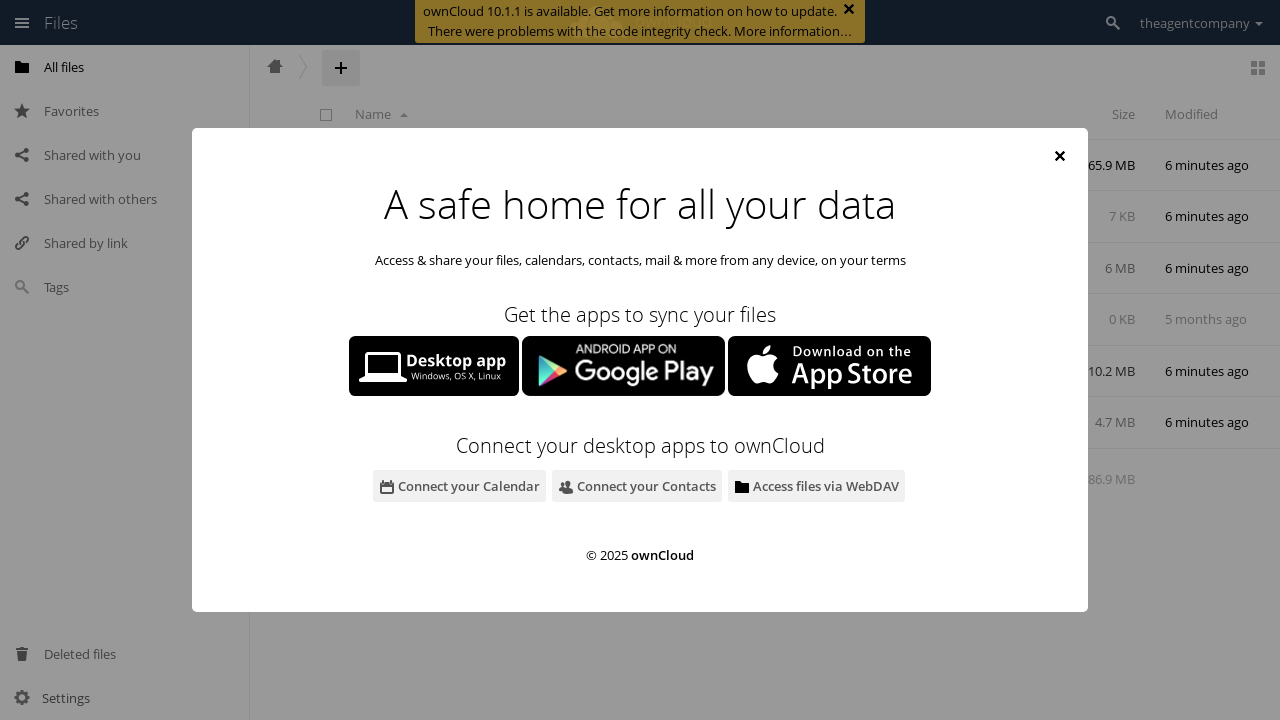 Files
ownCloud 10.1.1 is available. Get more information on how to update.
There were problems with the code integrity check. More information…
theagentcompany
All files
Favorites
Shared with you
Shared with others
Shared by link
Tags
Deleted files
Settings
Name
Size
Modified
65.9 MB
6 minutes ago
7 KB
6 minutes ago
6 MB
6 minutes ago
0 KB
5 months ago
10.2 MB
6 minutes ago
4.7 MB
6 minutes ago
86.9 MB
A safe home for all your data
Access & share your files, calendars, contacts, mail & more from any device, on your terms
Get the apps to sync your files
Desktop app
Windows, OS X, Linux
ANDROID APP ON
Google Play
Download on the
App Store
Connect your desktop apps to ownCloud
Connect your Calendar
Connect your Contacts
Access files via WebDAV
© 2025 ownCloud